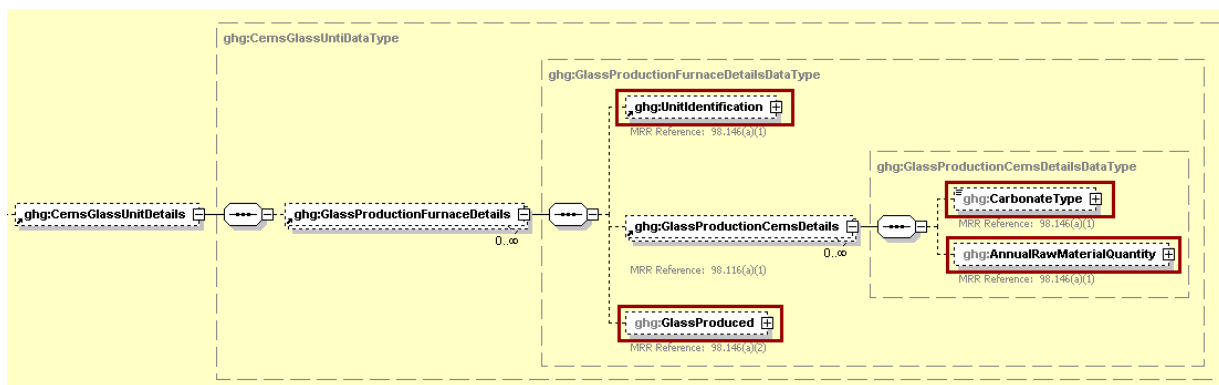 ghg:CemsGlassUntiDataType
ghg:GlassProductionFurnaceDetailsDataType
ghg:UnitIdentification
MRR Reference: 98.146(a)(1)
ghg:GlassProductionCemsDetailsDataType
ghg:CarbonateType
MRR Reference: 98.146(a)(1)
ghg:CemsGlassUnitDetails
ghg:GlassProductionFurnaceDetails
0..∞
ghg:GlassProductionCemsDetails
0..∞
MRR Reference: 98.116(a)(1)
ghg:AnnualRawMaterialQuantity
MRR Reference: 98.146(a)(1)
ghg:GlassProduced
MRR Reference: 98.146(a)(2)